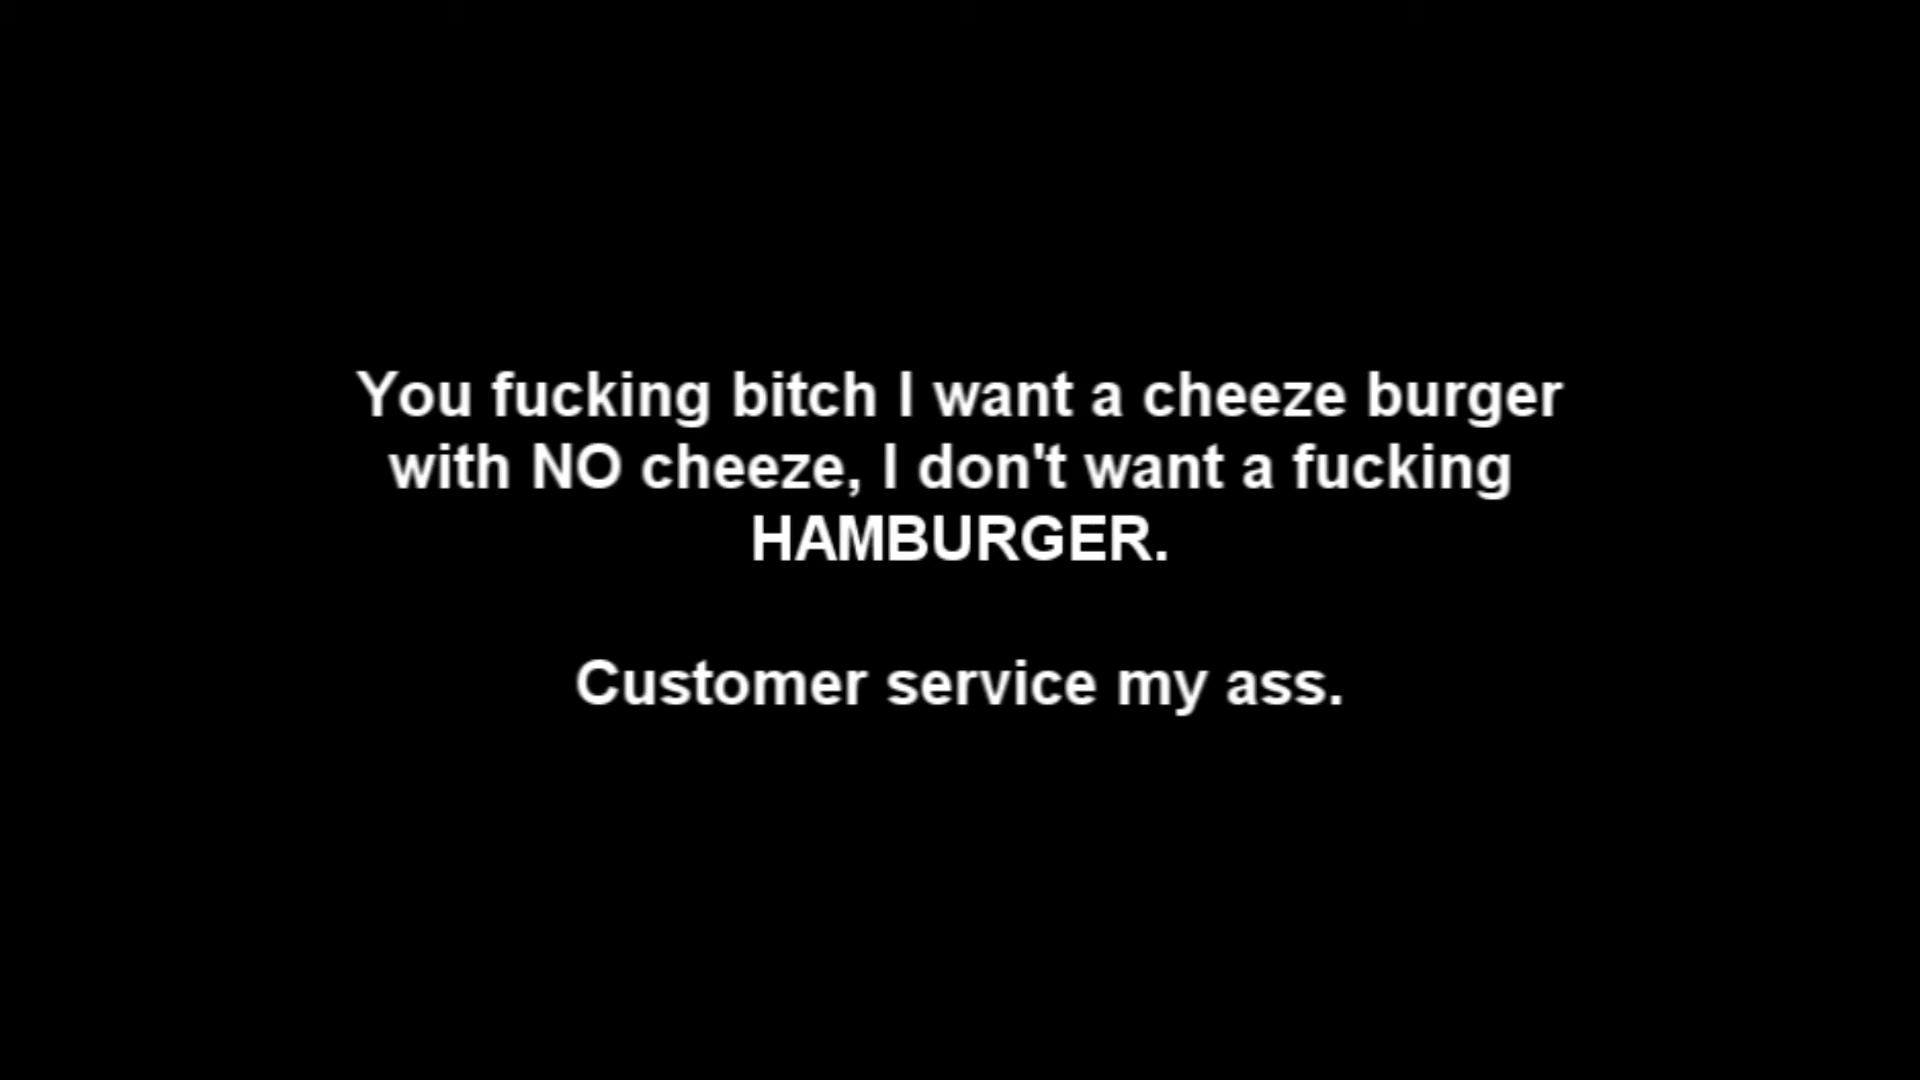 You fucking bitch I want a cheeze burger
with NO cheeze, I don't want a fucking
HAMBURGER.
Customer service my ass.